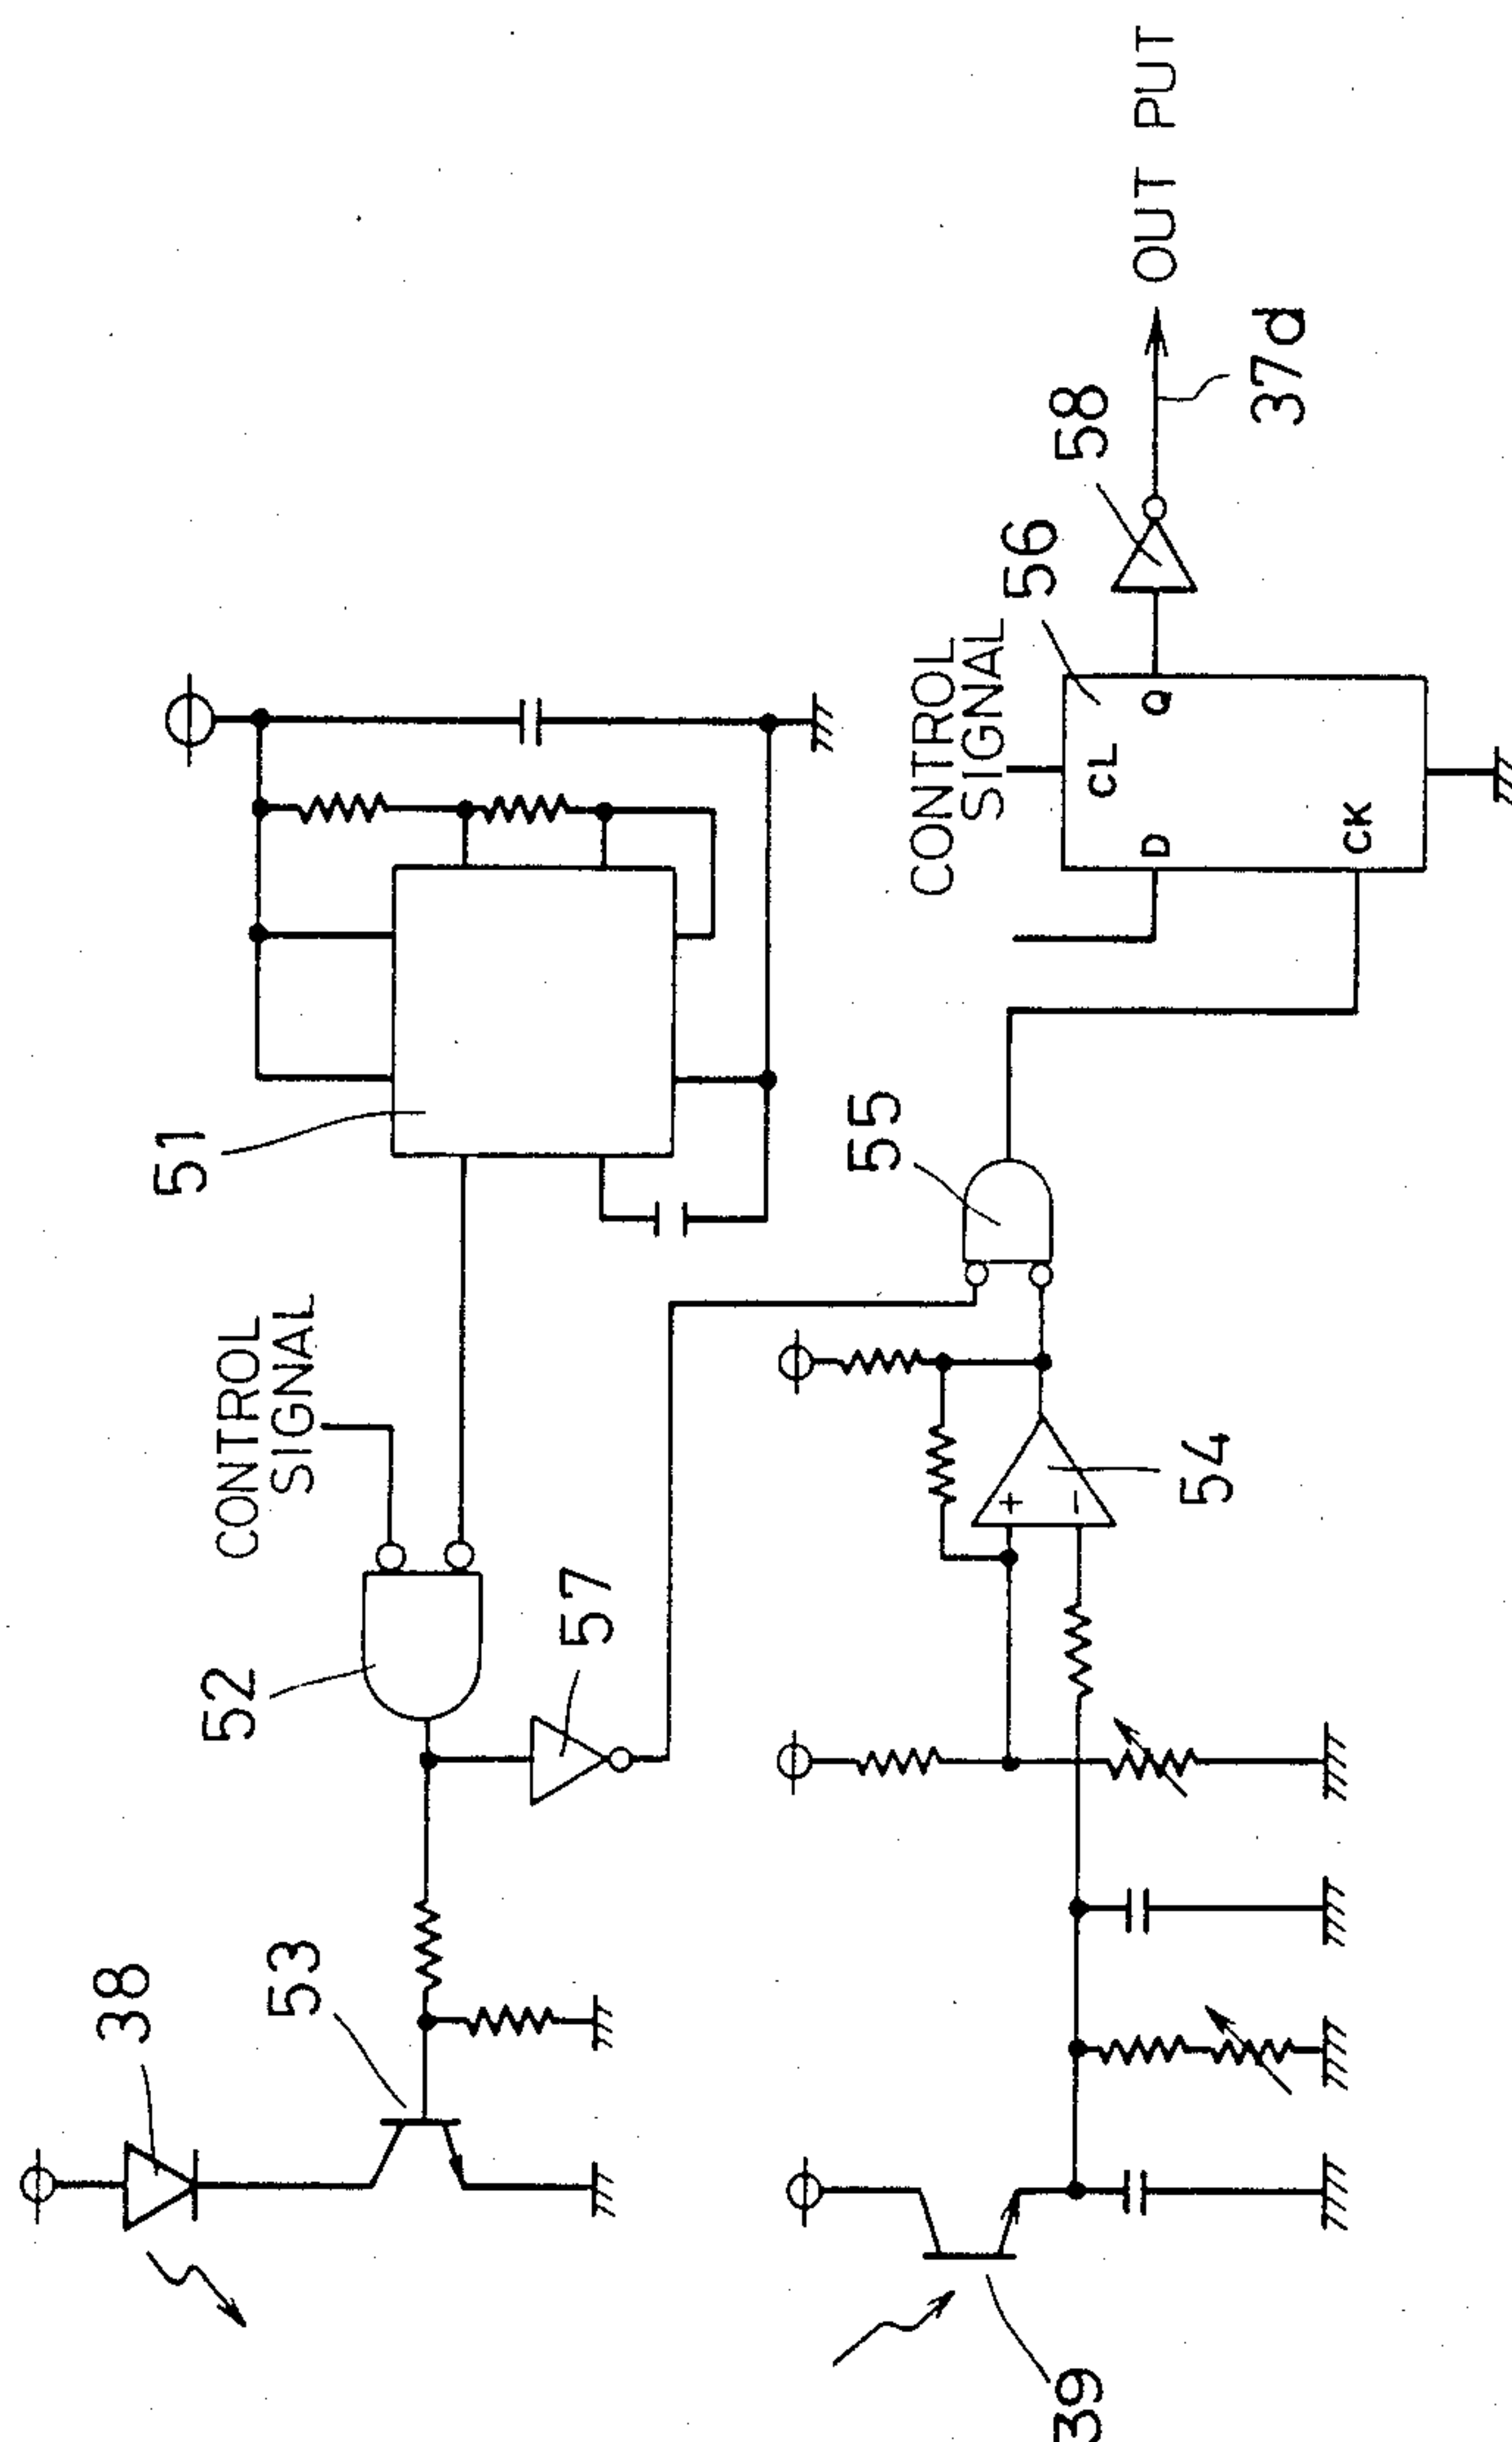 38
53
52
CONTROL
SIGNAL
51
57
39
54
+
−
55
CONTROL
SIGNAL
56
CL
D
Q
CK
58
OUT PUT
37d